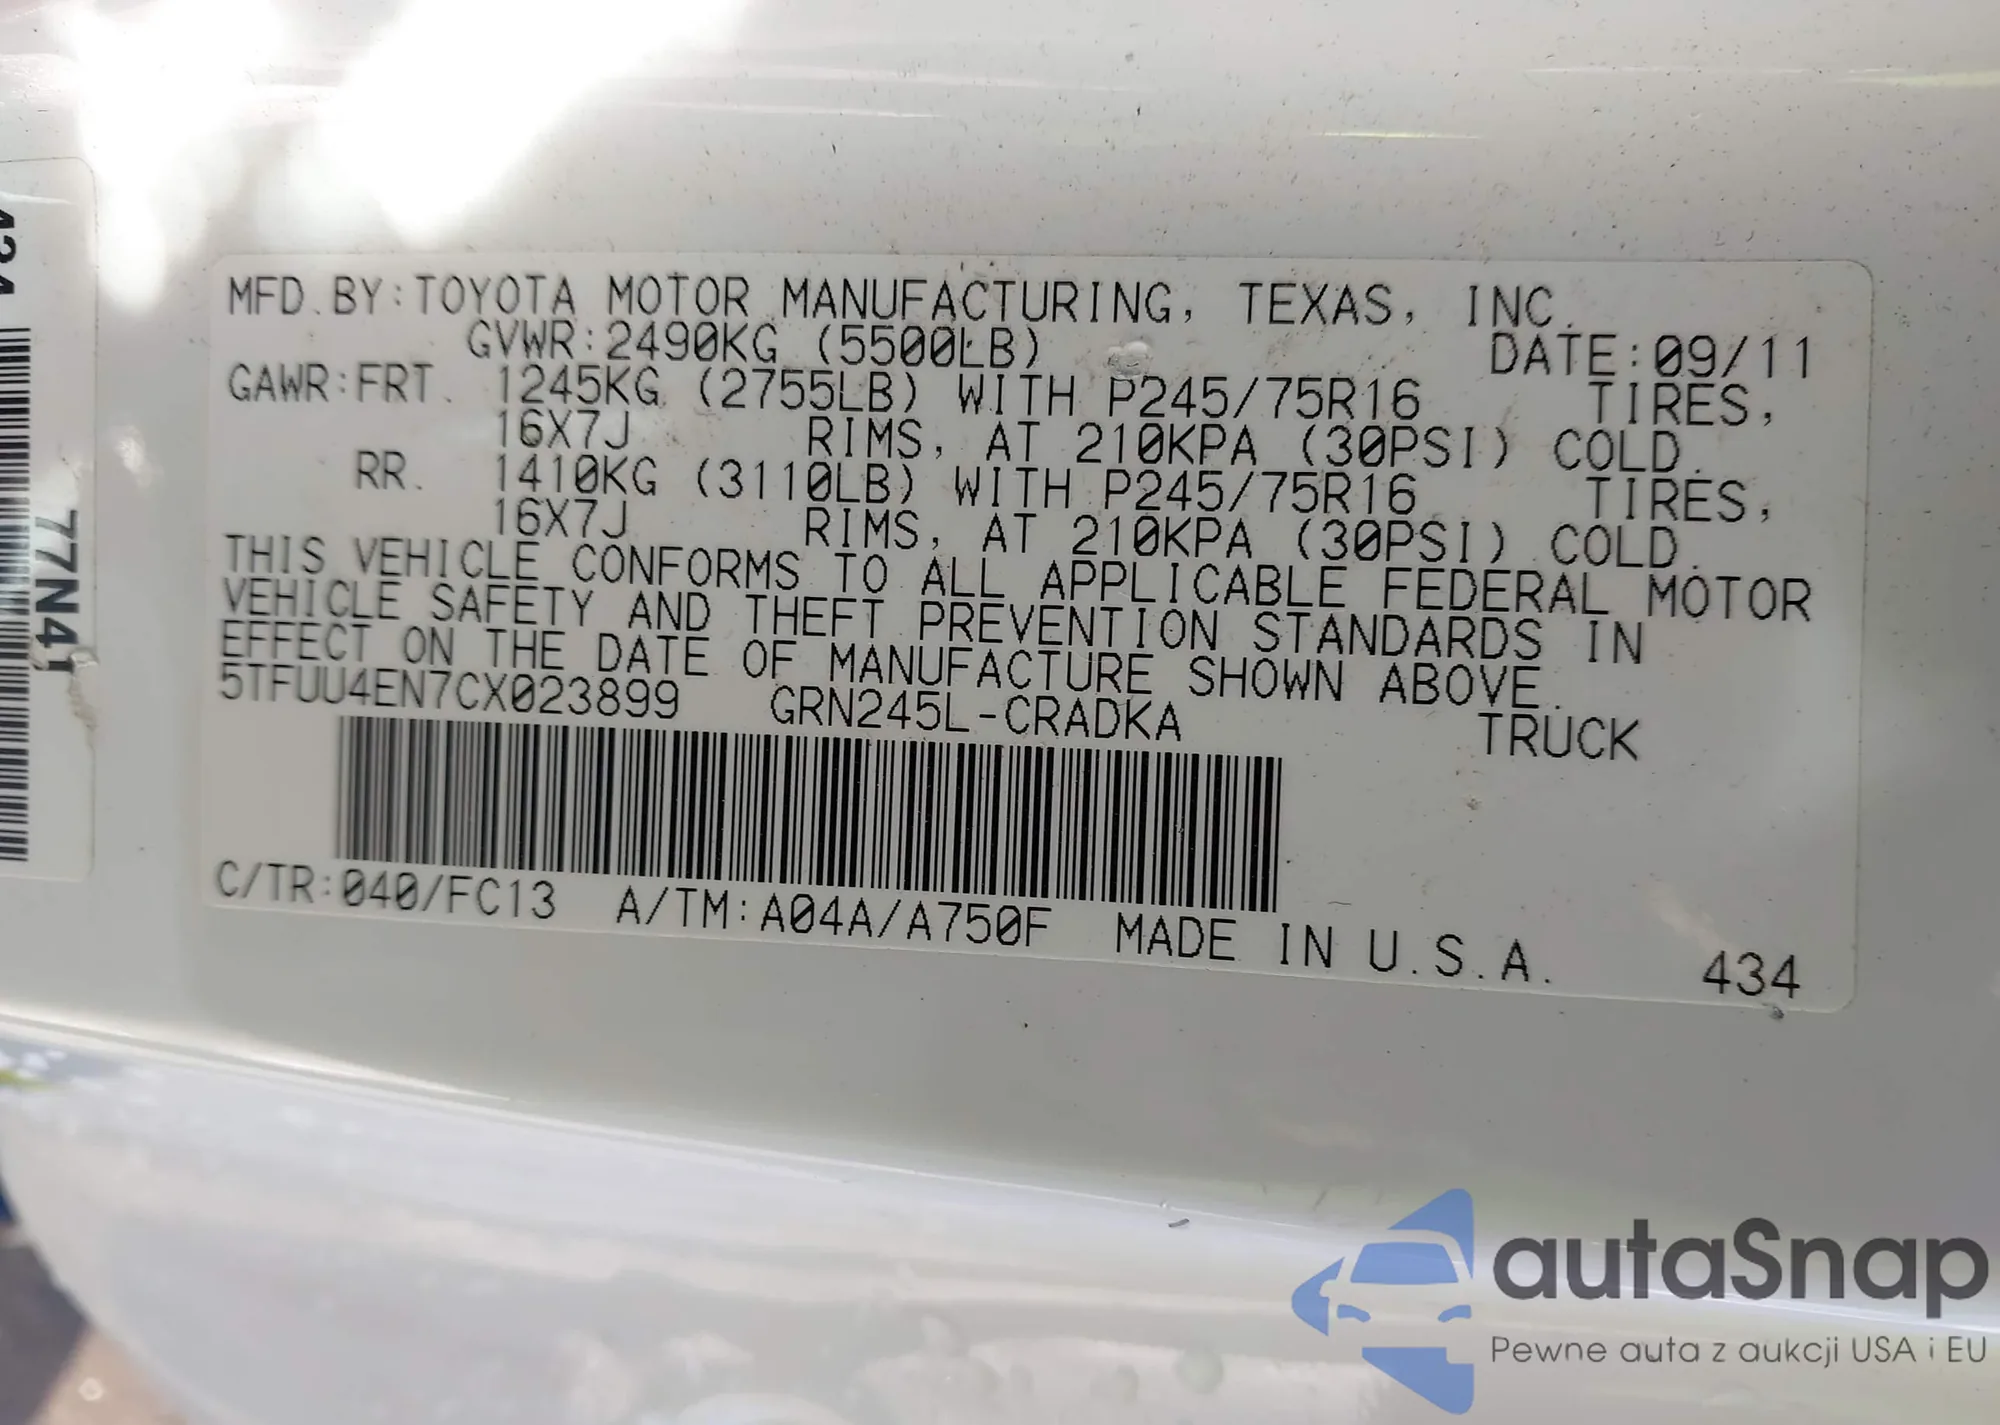 MFD. BY:TOYOTA MOTOR MANUFACTURING, TEXAS, INC.
GVWR:2490KG (5500LB) DATE:09/11
GAWR:FRT. 1245KG (2755LB) WITH P245/75R16 TIRES,
16X7J RIMS, AT 210KPA (30PSI) COLD.
RR. 1410KG (3110LB) WITH P245/75R16 TIRES,
16X7J RIMS, AT 210KPA (30PSI) COLD.
THIS VEHICLE CONFORMS TO ALL APPLICABLE FEDERAL MOTOR
VEHICLE SAFETY AND THEFT PREVENTION STANDARDS IN
EFFECT ON THE DATE OF MANUFACTURE SHOWN ABOVE.
5TFUU4EN7CX023899 GRN245L-CRADKA TRUCK
C/TR:040/FC13 A/TM:A04A/A750F MADE IN U.S.A. 434
autaSnap
Pewne auta z aukcji USA i EU